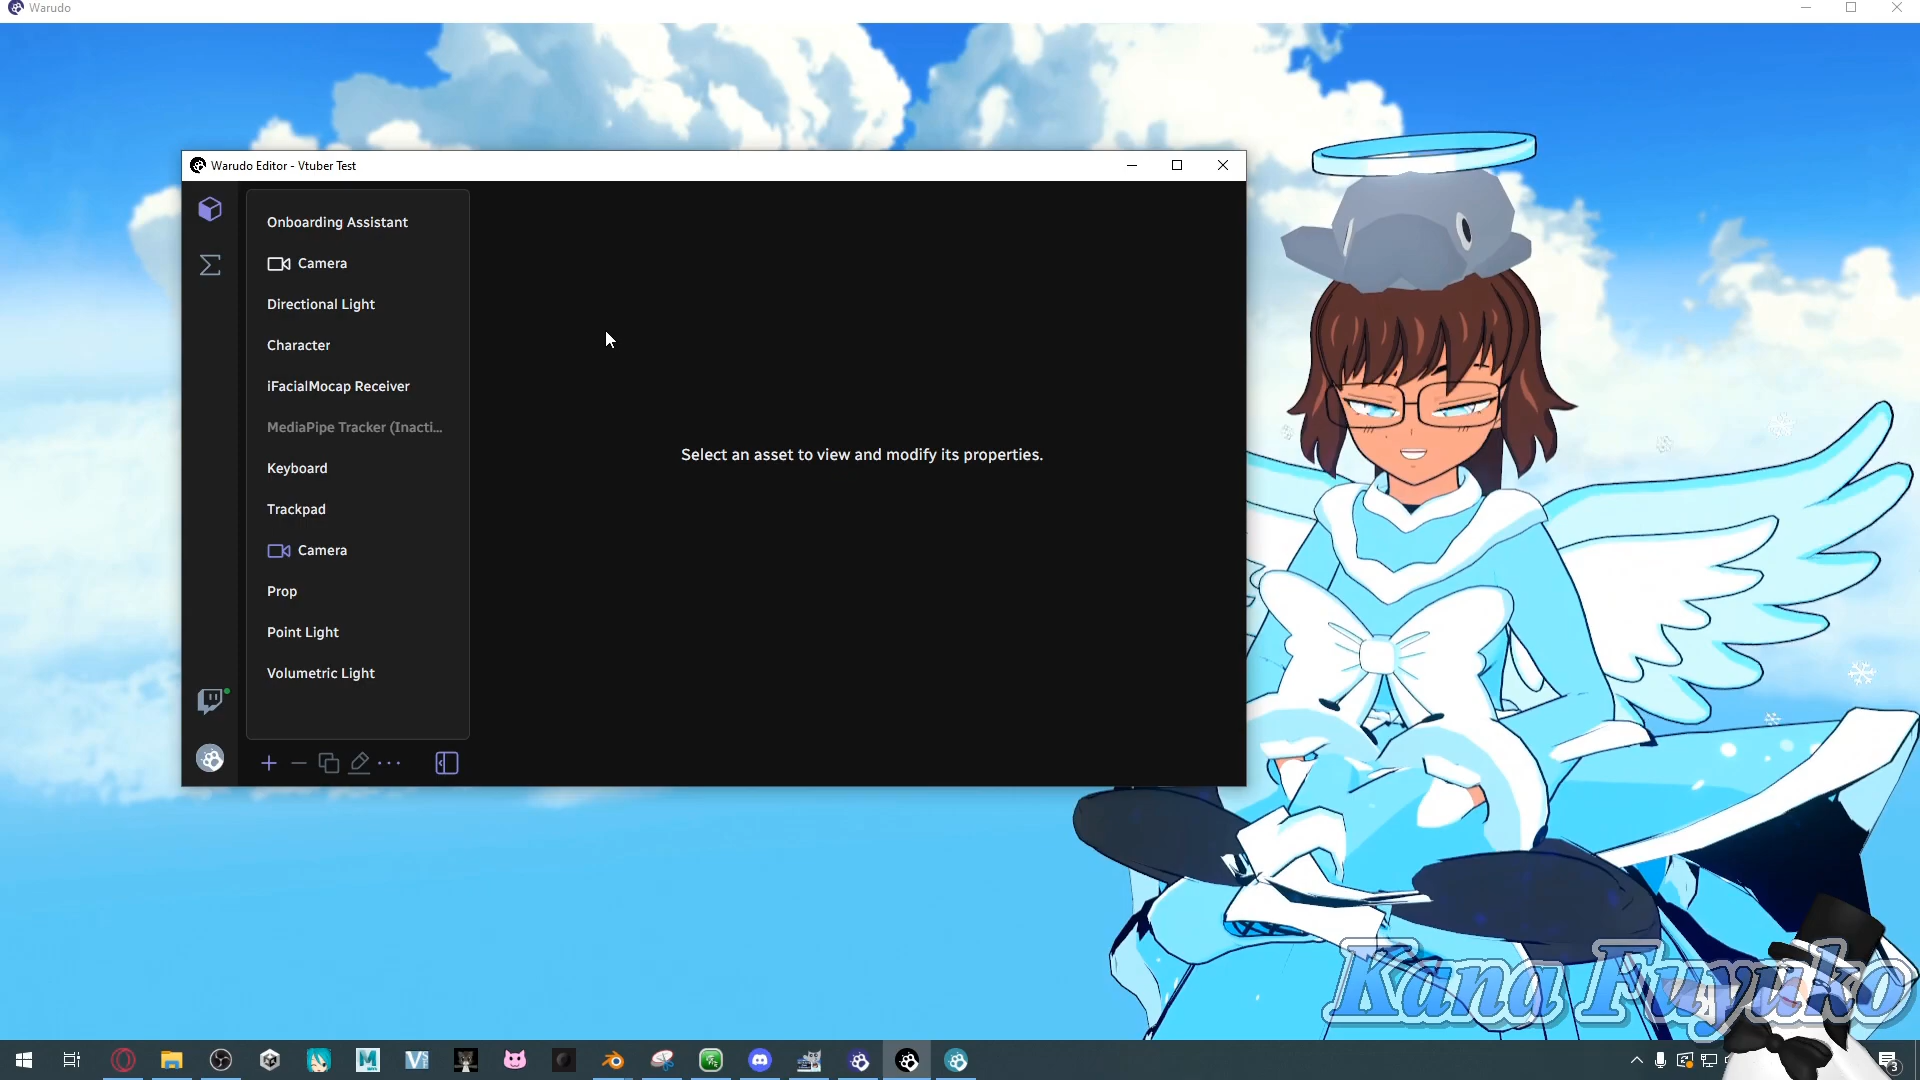 Warudo
Warudo Editor - Vtuber Test
Onboarding Assistant
Camera
Directional Light
Character
iFacialMocap Receiver
MediaPipe Tracker (Inacti...
Keyboard
Trackpad
Camera
Prop
Point Light
Volumetric Light
Select an asset to view and modify its properties.
Kana Fuyuko
3